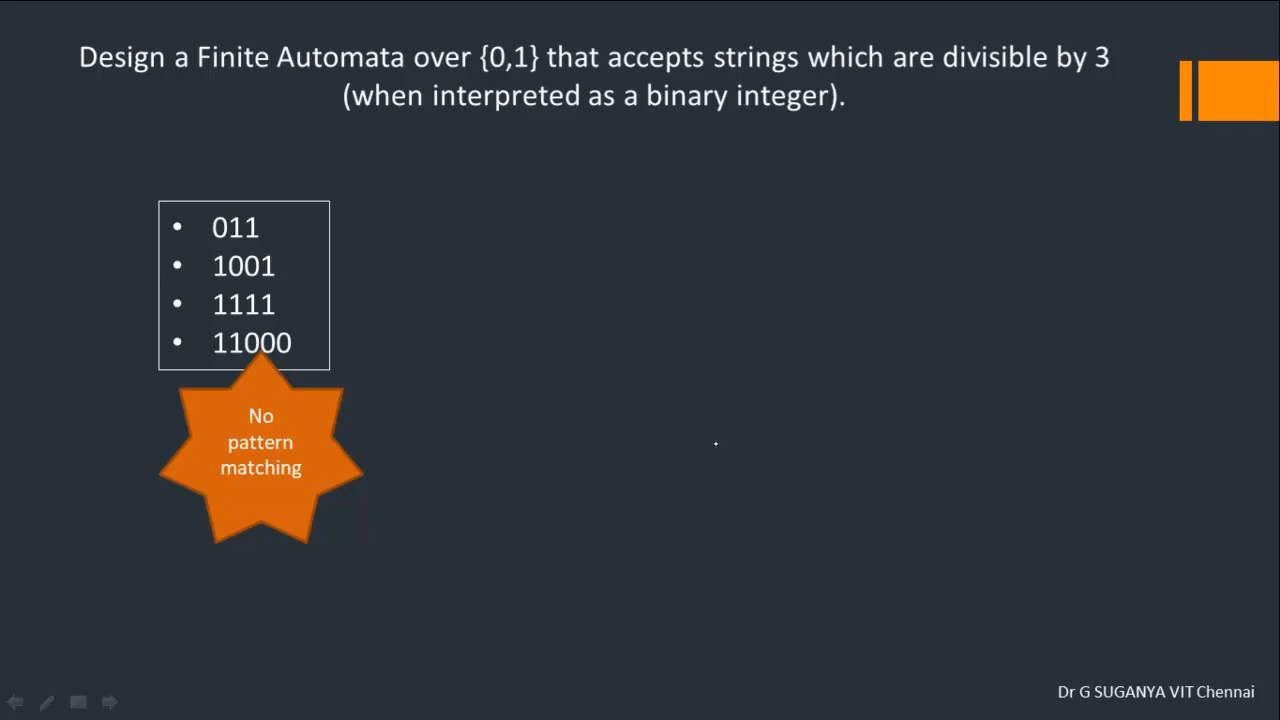 Design a Finite Automata over {0,1} that accepts strings which are divisible by 3
(when interpreted as a binary integer).
• 011
• 1001
• 1111
• 11000
No
pattern
matching
Dr G SUGANYA VIT Chennai